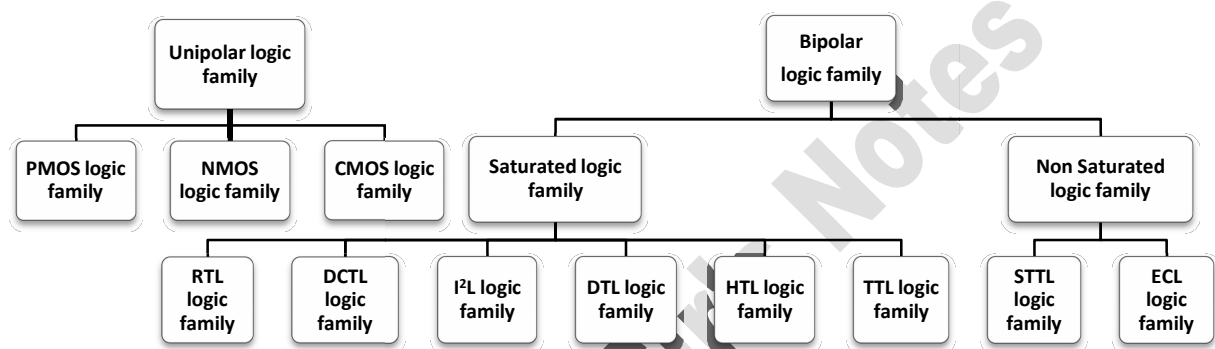 Unipolar logic
family
Bipolar
logic family
PMOS logic
family
NMOS
logic family
CMOS logic
family
Saturated logic
family
Non Saturated
logic family
RTL
logic
family
DCTL
logic
family
I²L logic
family
DTL logic
family
HTL logic
family
TTL logic
family
STTL
logic
family
ECL
logic
family
Notes